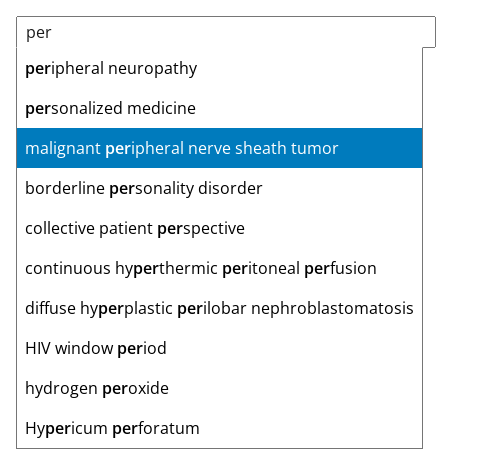 per
peripheral neuropathy
personalized medicine
malignant peripheral nerve sheath tumor
borderline personality disorder
collective patient perspective
continuous hyperthermic peritoneal perfusion
diffuse hyperplastic perilobar nephroblastomatosis
HIV window period
hydrogen peroxide
Hypericum perforatum